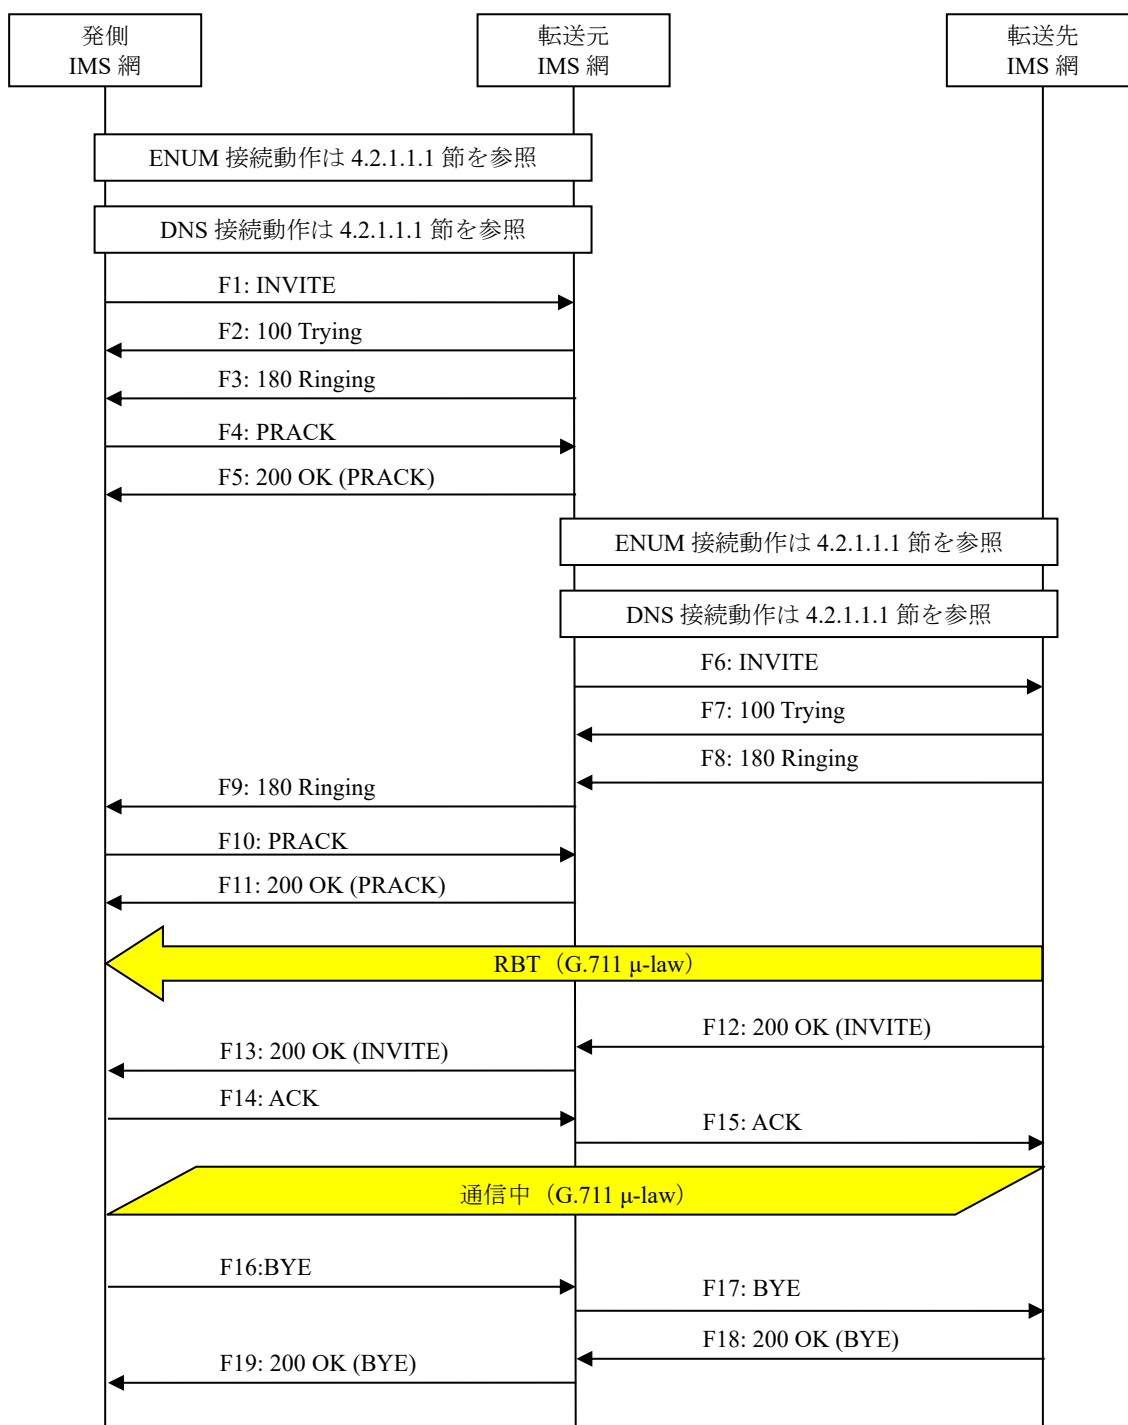 発側
IMS 網
転送元
IMS 網
転送先
IMS 網
ENUM 接続動作は 4.2.1.1.1 節を参照
DNS 接続動作は 4.2.1.1.1 節を参照
F1: INVITE
F2: 100 Trying
F3: 180 Ringing
F4: PRACK
F5: 200 OK (PRACK)
ENUM 接続動作は 4.2.1.1.1 節を参照
DNS 接続動作は 4.2.1.1.1 節を参照
F6: INVITE
F7: 100 Trying
F8: 180 Ringing
F9: 180 Ringing
F10: PRACK
F11: 200 OK (PRACK)
RBT（G.711 μ-law）
F12: 200 OK (INVITE)
F13: 200 OK (INVITE)
F14: ACK
F15: ACK
通信中（G.711 μ-law）
F16:BYE
F17: BYE
F18: 200 OK (BYE)
F19: 200 OK (BYE)